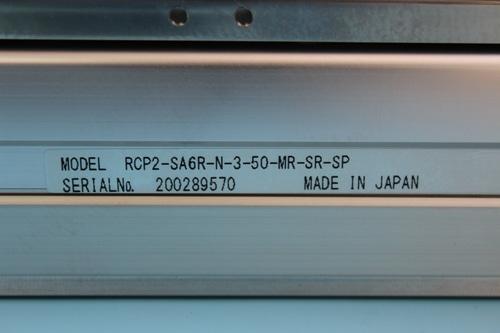 MODEL RCP2-SA6R-N-3-50-MR-SR-SP
SERIALNo. 200289570 MADE IN JAPAN